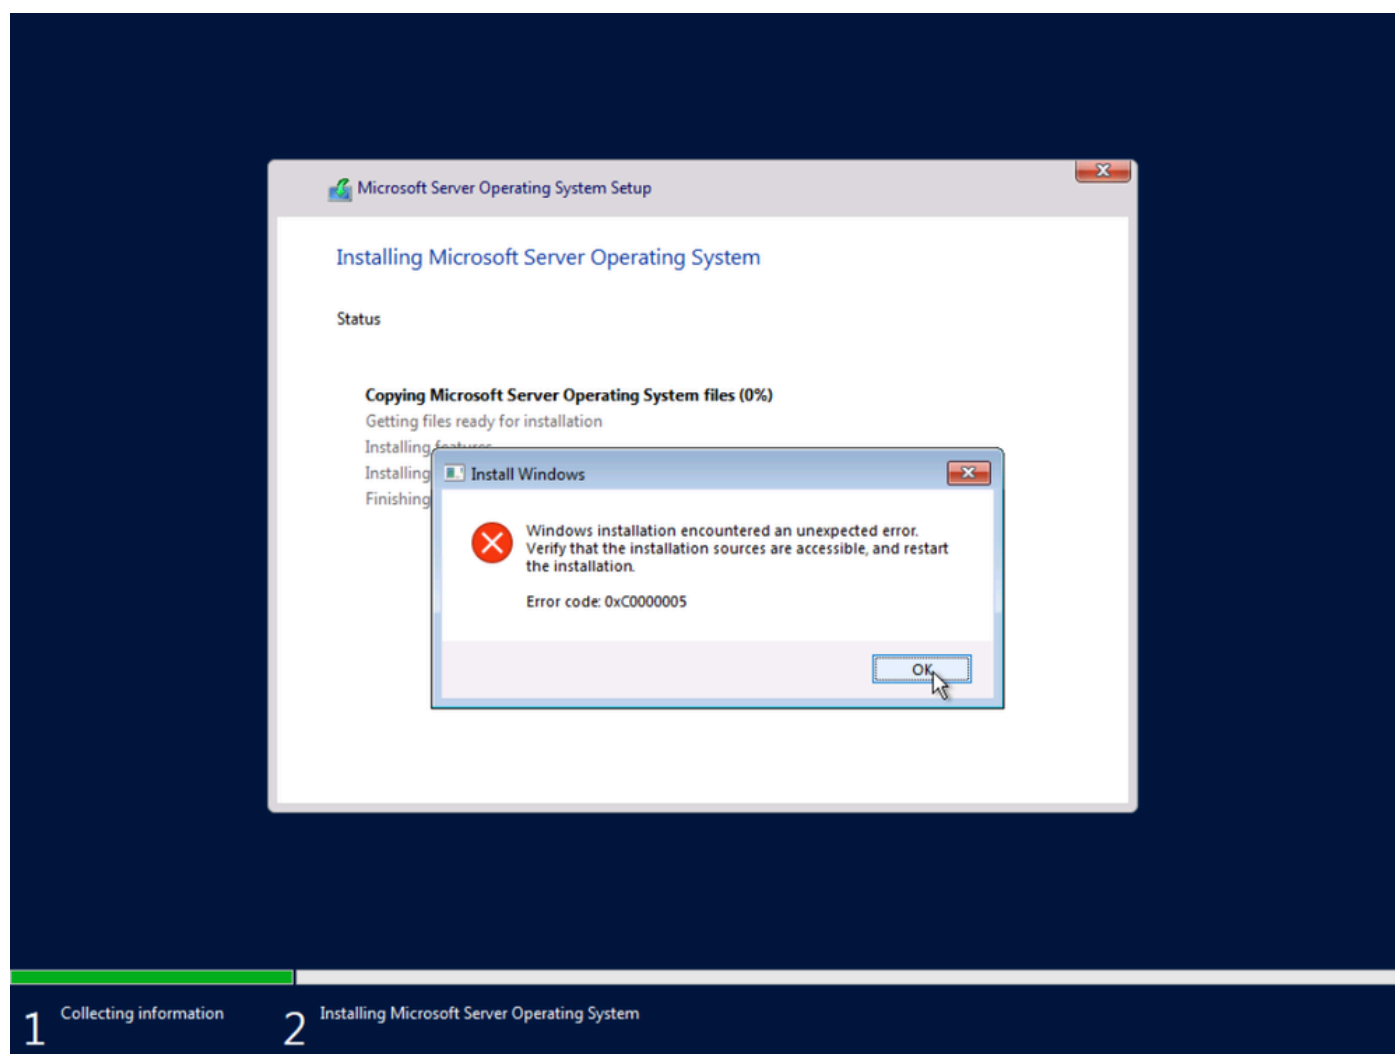 Microsoft Server Operating System Setup
Installing Microsoft Server Operating System
Status
Copying Microsoft Server Operating System files (0%)
Getting files ready for installation
Installing features
Installing
Finishing
Install Windows
Windows installation encountered an unexpected error.
Verify that the installation sources are accessible, and restart
the installation.
Error code: 0xC0000005
OK
1 Collecting information
2 Installing Microsoft Server Operating System